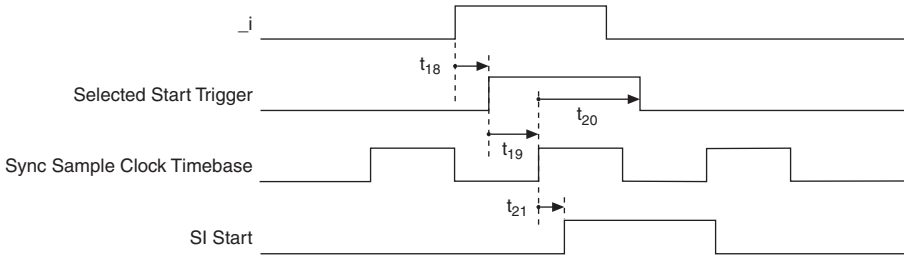 _i
t18
Selected Start Trigger
t20
t19
Sync Sample Clock Timebase
t21
SI Start